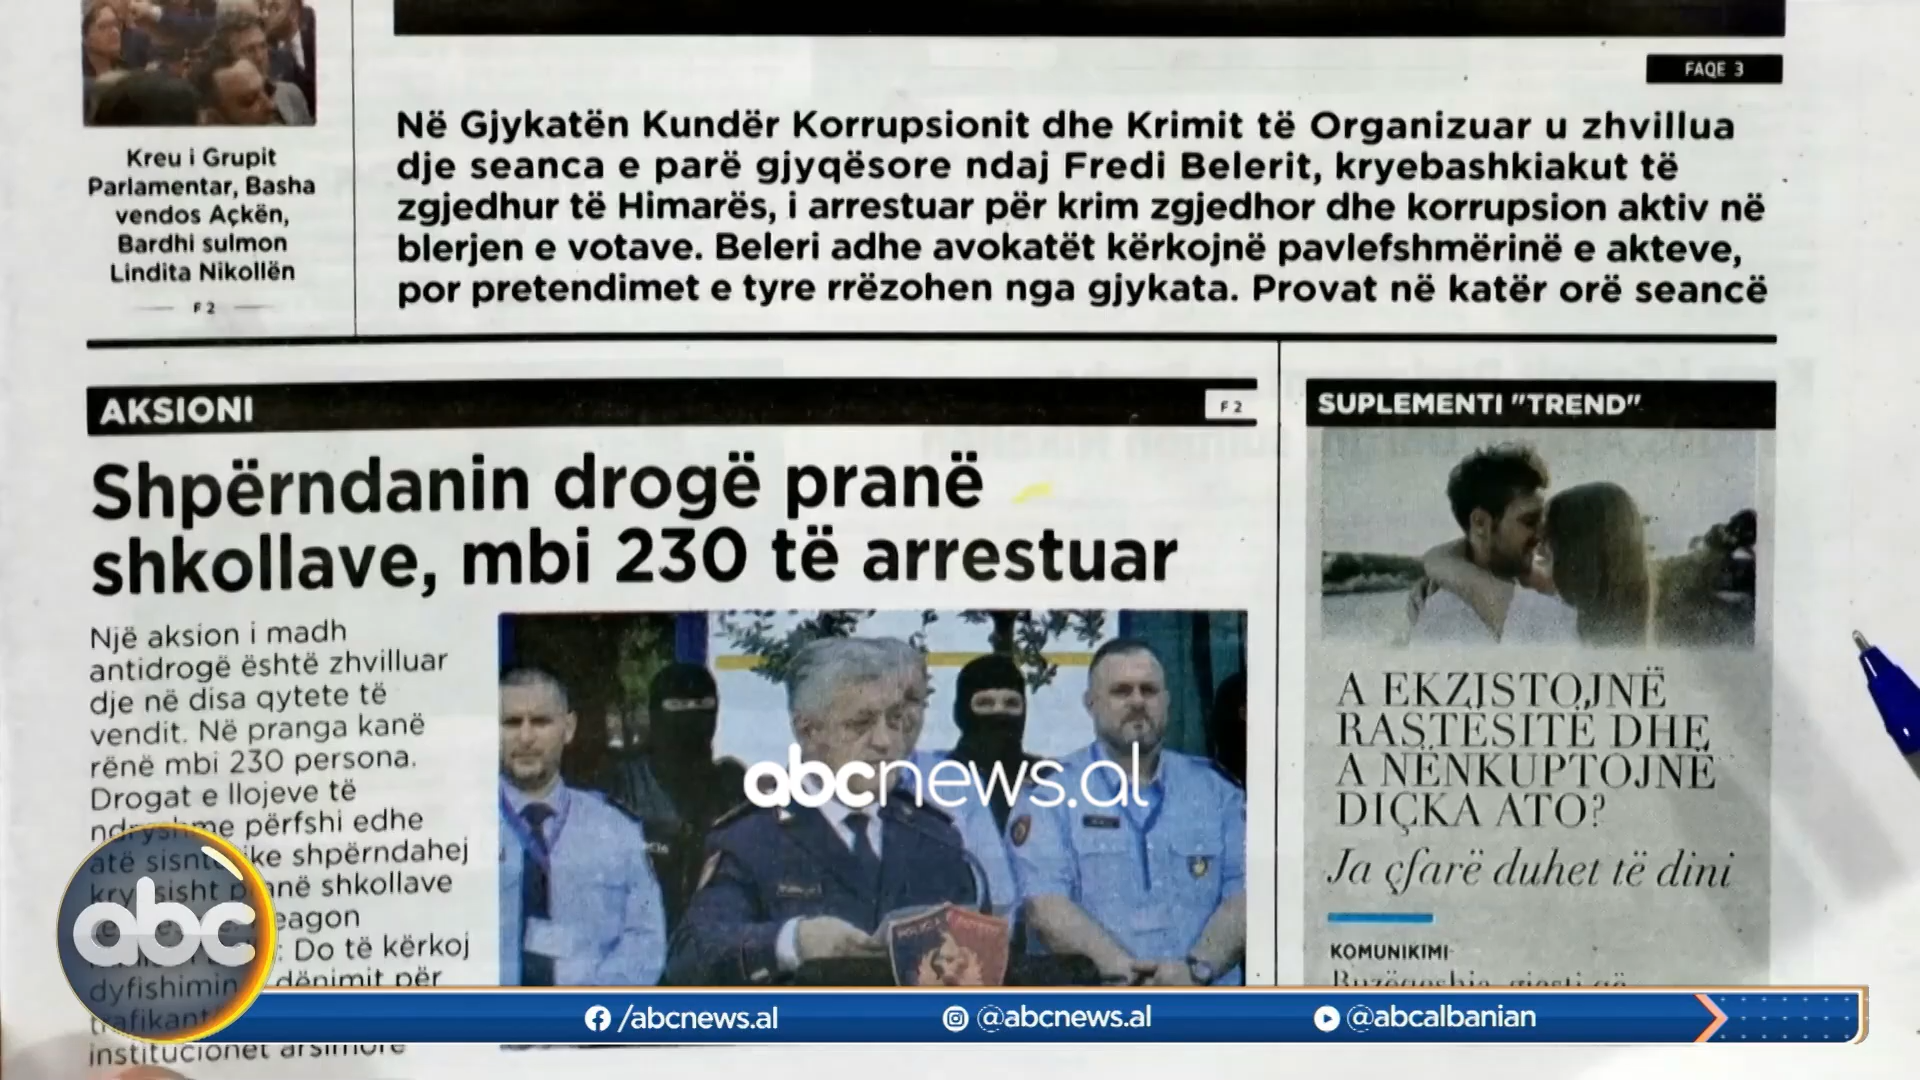 FAQE 3
Kreu i Grupit
Parlamentar, Basha
vendos Açkën,
Bardhi sulmon
Lindita Nikollën
F 2
Në Gjykatën Kundër Korrupsionit dhe Krimit të Organizuar u zhvillua
dje seanca e parë gjyqësore ndaj Fredi Belerit, kryebashkiakut të
zgjedhur të Himarës, i arrestuar për krim zgjedhor dhe korrupsion aktiv në
blerjen e votave. Beleri adhe avokatët kërkojnë pavlefshmërinë e akteve,
por pretendimet e tyre rrëzohen nga gjykata. Provat në katër orë seancë
AKSIONI
F 2
Shpërndanin drogë pranë
shkollave, mbi 230 të arrestuar
Një aksion i madh
antidrogë është zhvilluar
dje në disa qytete të
vendit. Në pranga kanë
rënë mbi 230 persona.
Drogat e llojeve të
ndryshme përfshi edhe
atë shpërndahej
pranë shkollave
: Do të kërkoj
dyfishimin dënimit për
institucionet arsimore
SUPLEMENTI "TREND"
A EKZISTOJNË
RASTËSITË DHE
A NËNKUPTOJNË
DIÇKA ATO?
Ja çfarë duhet të dini
KOMUNIKIMI
abcnews.al
abc
/abcnews.al
@abcnews.al
@abcalbanian